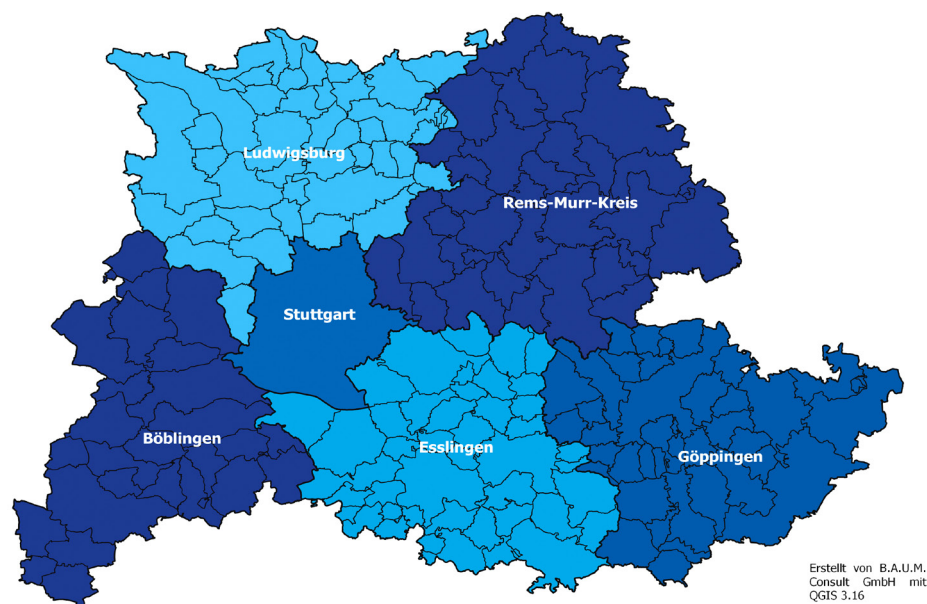 Ludwigsburg
Rems-Murr-Kreis
Stuttgart
Böblingen
Esslingen
Göppingen
Erstellt von B.A.U.M.
Consult GmbH mit
QGIS 3.16